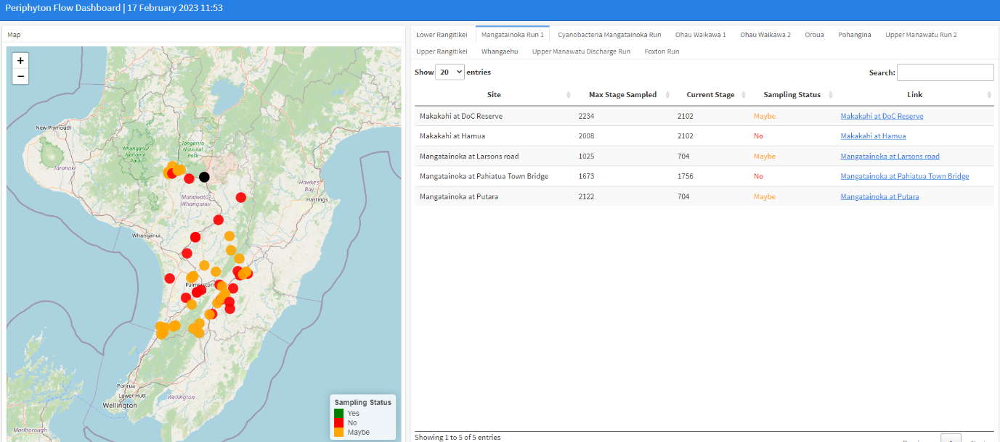 Periphyton Flow Dashboard | 17 February 2023 11:53
Map
+
−
New Plymouth
Taranaki
Whanganui
National
Park
Tongariro
National
Park
Hawke's
Bay
Hastings
Manawatū-
Whanganui
Whanganui
Palmerston
Porirua
Lower Hutt
Wellington
Wellington
Marlborough
Sampling Status
Yes
No
Maybe
Lower Rangitikei Mangatainoka Run 1 Cyanobacteria Mangatainoka Run Ohau Waikawa 1 Ohau Waikawa 2 Oroua Pohangina Upper Manawatu Run 2
Upper Rangitikei Whangaehu Upper Manawatu Discharge Run Foxton Run
Show 20 entries Search:
Site Max Stage Sampled Current Stage Sampling Status Link
Makakahi at DoC Reserve 2234 2102 Maybe Makakahi at DoC Reserve
Makakahi at Hamua 2008 2102 No Makakahi at Hamua
Mangatainoka at Larsons road 1025 704 Maybe Mangatainoka at Larsons road
Mangatainoka at Pahiatua Town Bridge 1673 1756 No Mangatainoka at Pahiatua Town Bridge
Mangatainoka at Putara 2122 704 Maybe Mangatainoka at Putara
Showing 1 to 5 of 5 entries